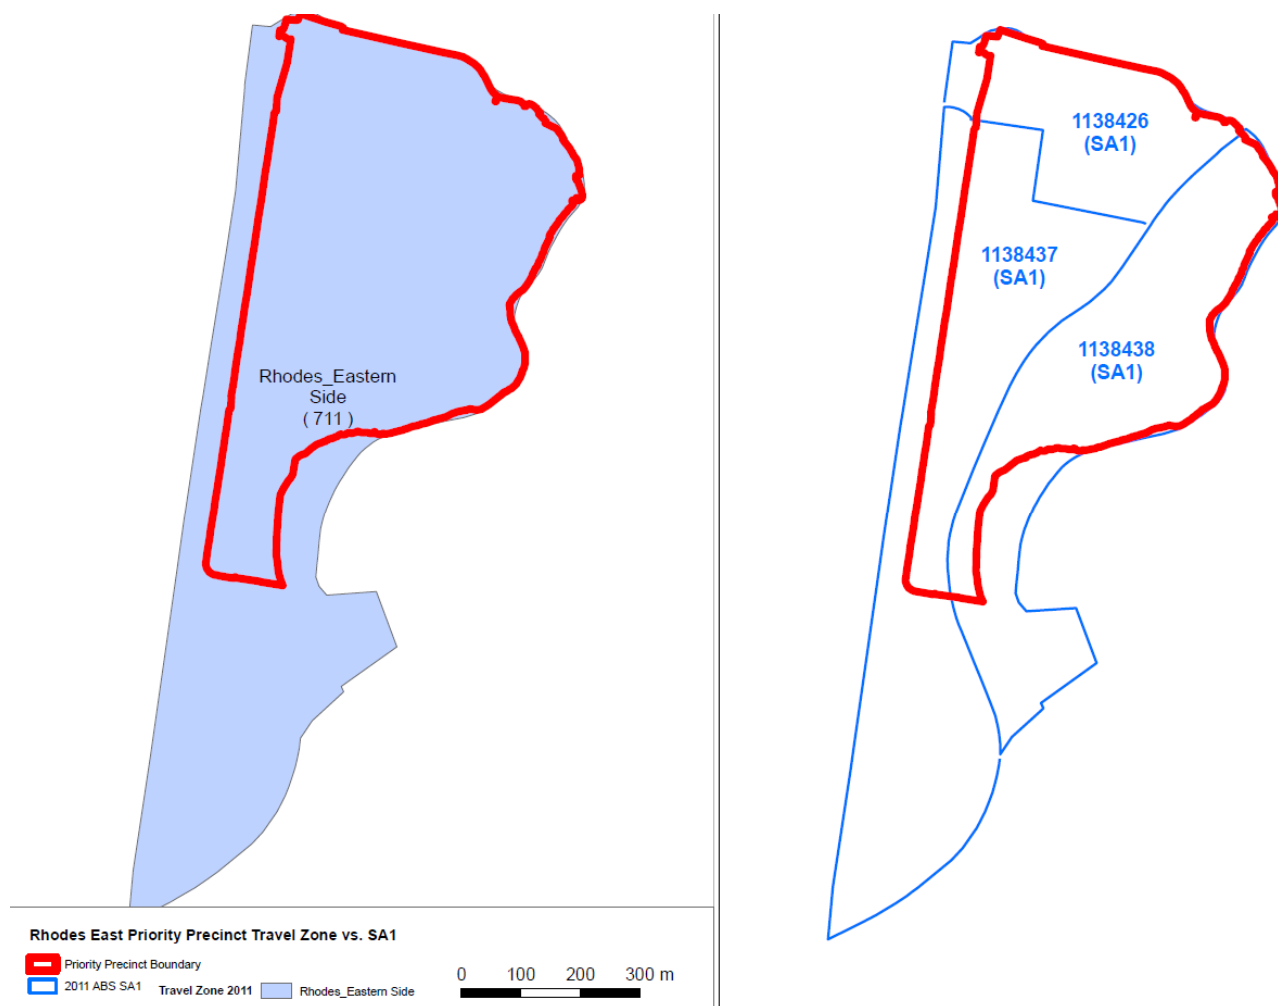 Rhodes_Eastern
Side
( 711 )
1138426
(SA1)
1138437
(SA1)
1138438
(SA1)
Rhodes East Priority Precinct Travel Zone vs. SA1
Priority Precinct Boundary
2011 ABS SA1 Travel Zone 2011 Rhodes_Eastern Side
0 100 200 300 m